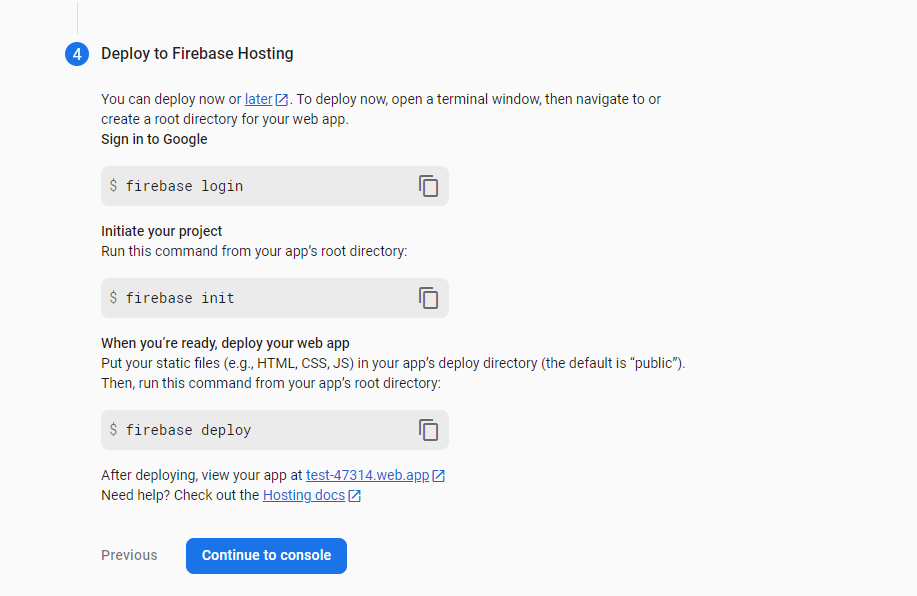 4 Deploy to Firebase Hosting
You can deploy now or later. To deploy now, open a terminal window, then navigate to or
create a root directory for your web app.
Sign in to Google
$ firebase login
Initiate your project
Run this command from your app’s root directory:
$ firebase init
When you’re ready, deploy your web app
Put your static files (e.g., HTML, CSS, JS) in your app’s deploy directory (the default is “public”).
Then, run this command from your app’s root directory:
$ firebase deploy
After deploying, view your app at test-47314.web.app
Need help? Check out the Hosting docs
Previous Continue to console